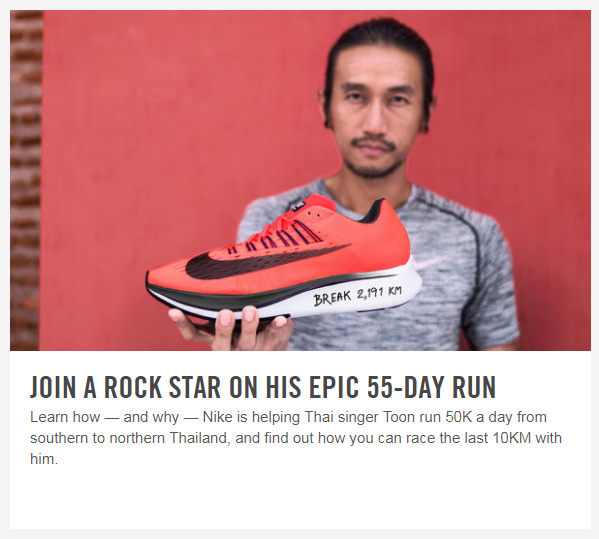 BREAK 2,191 KM
JOIN A ROCK STAR ON HIS EPIC 55-DAY RUN
Learn how — and why — Nike is helping Thai singer Toon run 50K a day from
southern to northern Thailand, and find out how you can race the last 10KM with
him.